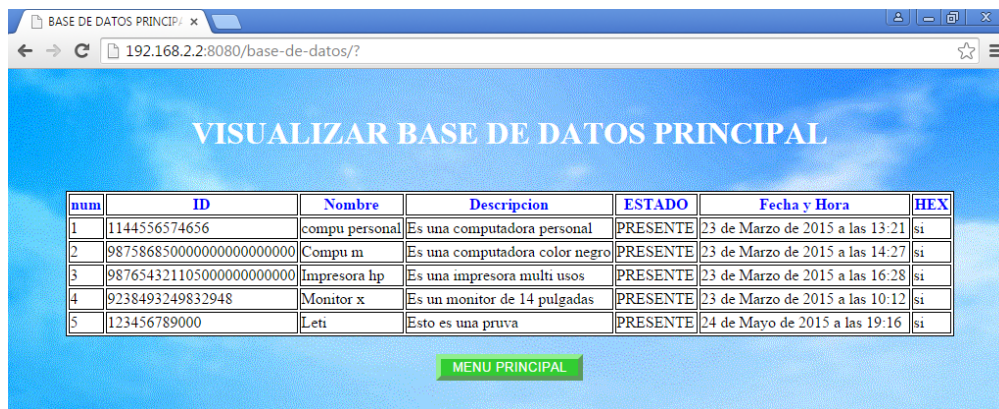 BASE DE DATOS PRINCIPA
192.168.2.2:8080/base-de-datos/?
VISUALIZAR BASE DE DATOS PRINCIPAL
num ID Nombre Descripcion ESTADO Fecha y Hora HEX
1 1144556574656 compu personal Es una computadora personal PRESENTE 23 de Marzo de 2015 a las 13:21 si
2 987586850000000000000000 Compu m Es una computadora color negro PRESENTE 23 de Marzo de 2015 a las 14:27 si
3 987654321105000000000000 Impresora hp Es una impresora multi usos PRESENTE 23 de Marzo de 2015 a las 16:28 si
4 9238493249832948 Monitor x Es un monitor de 14 pulgadas PRESENTE 23 de Marzo de 2015 a las 10:12 si
5 123456789000 Leti Esto es una pruva PRESENTE 24 de Mayo de 2015 a las 19:16 si
MENU PRINCIPAL